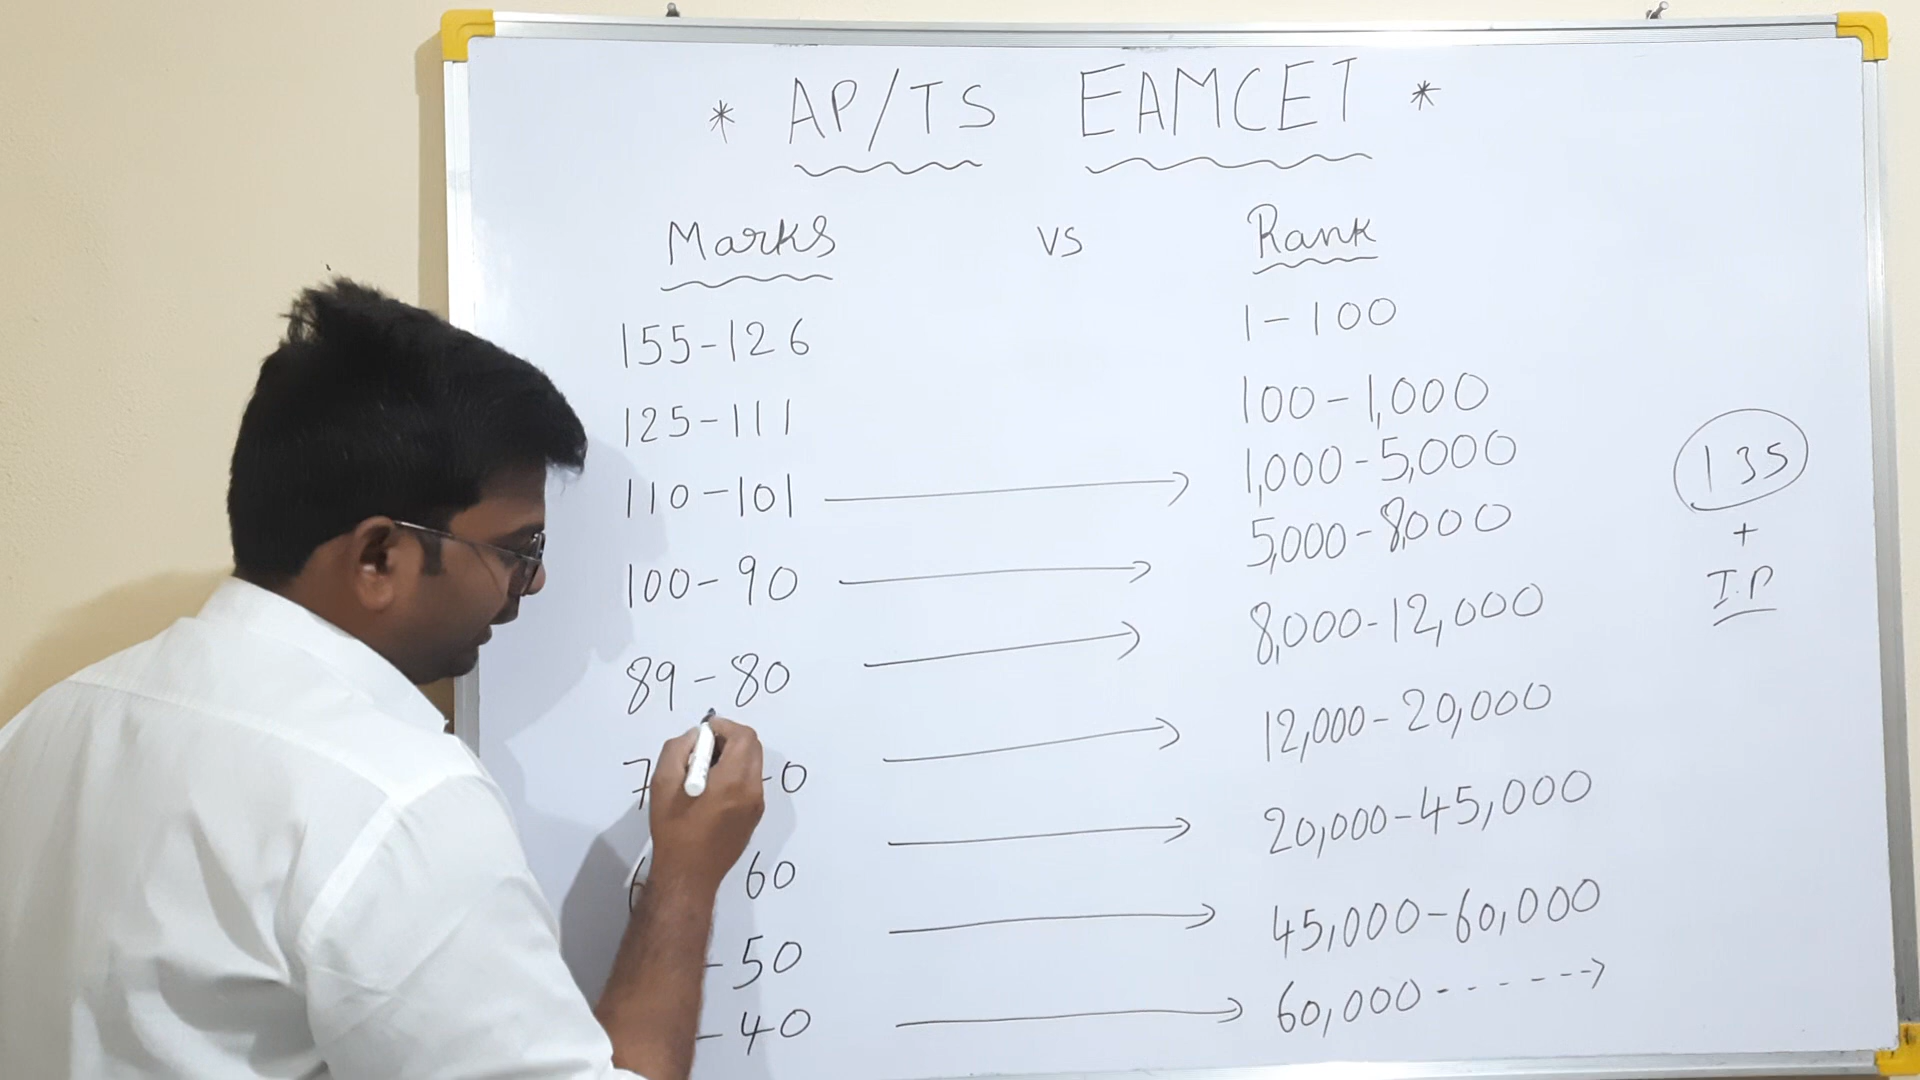 * AP/TS EAMCET *
Marks vs Rank
155-126 1-100
125-111 100-1,000
110-101 → 1,000-5,000
100-90 → 5,000-8,000
89-80 → 8,000-12,000
→ 12,000-20,000
60 → 20,000-45,000
-50 → 45,000-60,000
-40 → 60,000------>
135
+
I.P